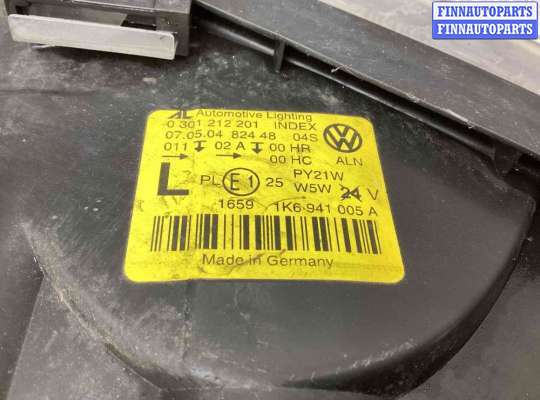 FINNAUTOPARTS
FINNAUTOPARTS
AL Automotive Lighting
0 301 212 201 INDEX
07.05.04 824 48 04S
011 02 A 00 HR
00 HC ALN
L PL E1 25 PY21W
W5W 24 V
1659 1K6 941 005 A
Made in Germany